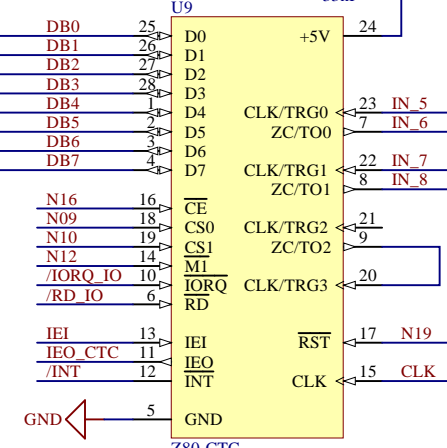 U9
DB0 25 D0 +5V 24
DB1 26 D1
DB2 27 D2
DB3 28 D3
DB4 1 D4 CLK/TRG0 23 IN_5
DB5 2 D5 ZC/TO0 7 IN_6
DB6 3 D6
DB7 4 D7 CLK/TRG1 22 IN_7
ZC/TO1 8 IN_8
N16 16 CE
N09 18 CS0 CLK/TRG2 21
N10 19 CS1 ZC/TO2 9
N12 14 M1
/IORQ_IO 10 IORQ CLK/TRG3 20
/RD_IO 6 RD
IEI 13 IEI RST 17 N19
IEO_CTC 11 IEO
/INT 12 INT CLK 15 CLK
GND 5 GND
Z80-CTC